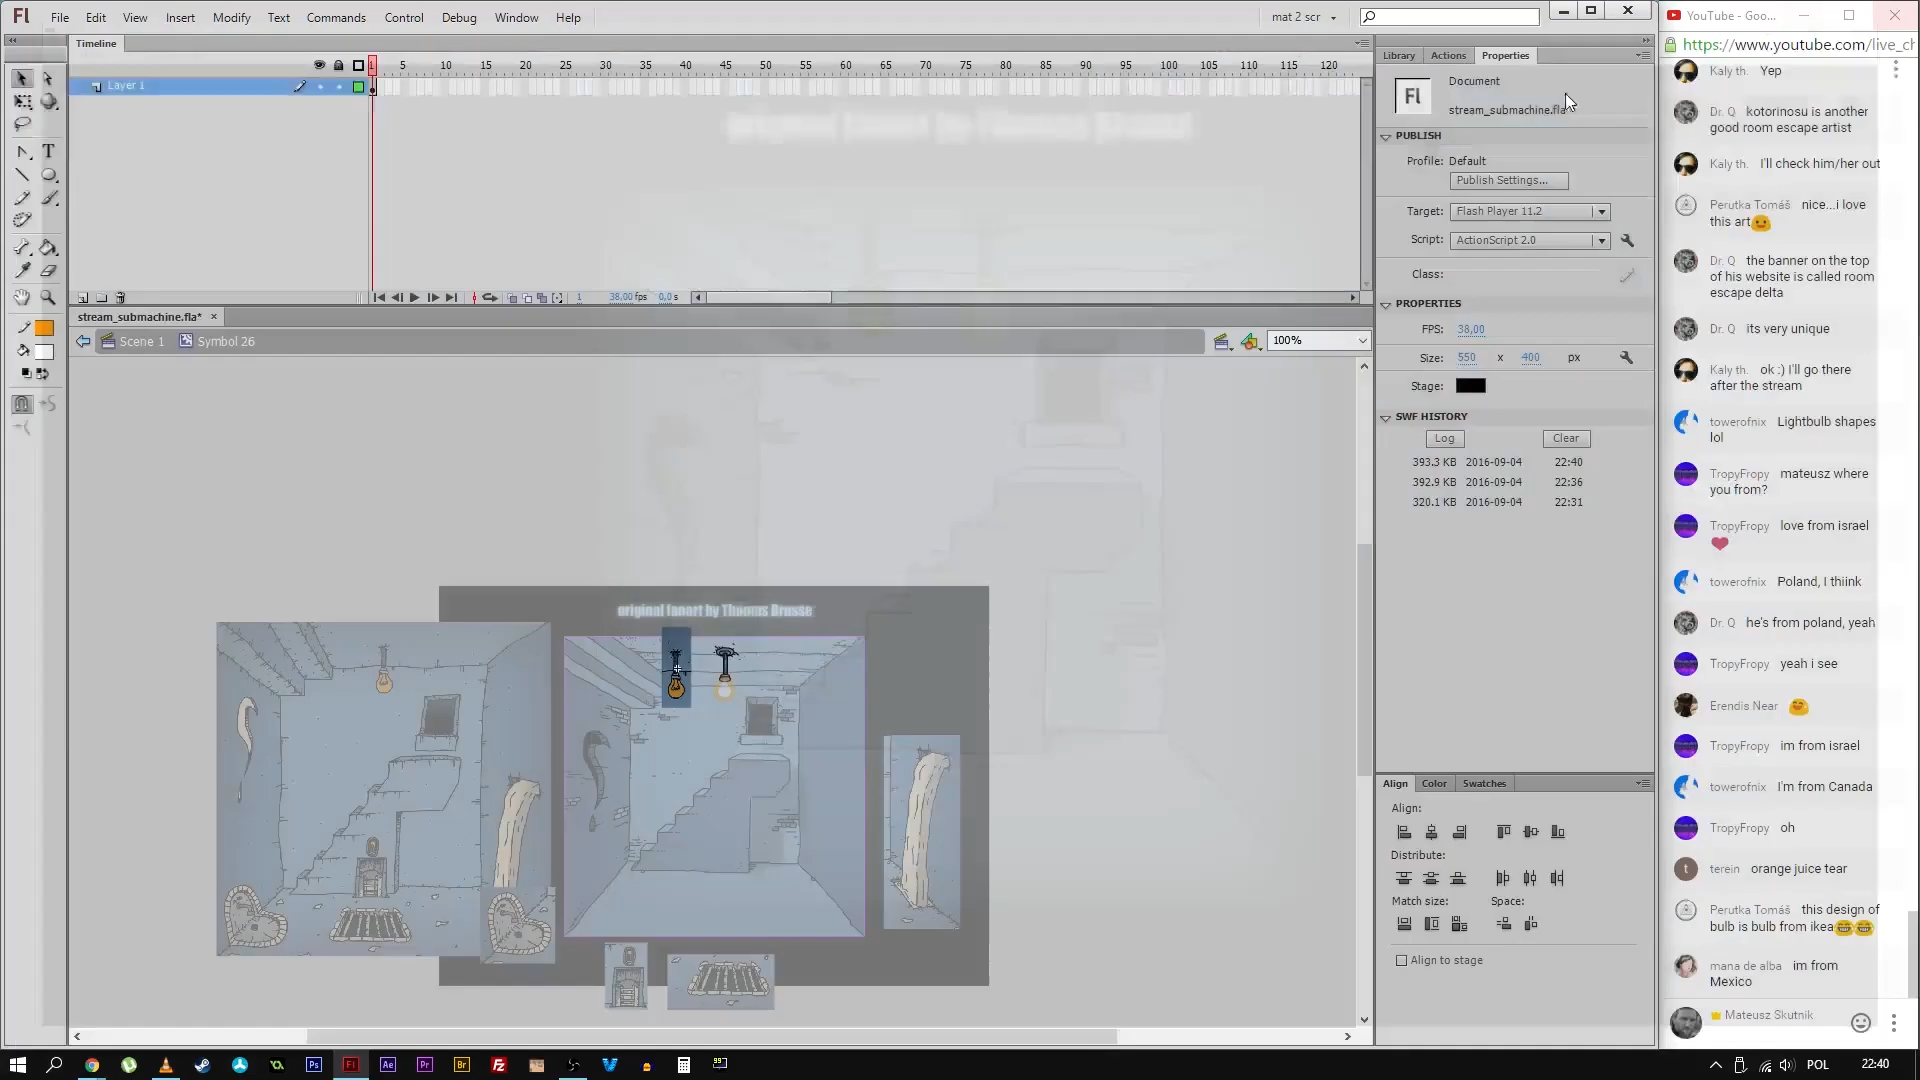 Fl File Edit View Insert Modify Text Commands Control Debug Window Help mat 2 scr
Timeline
1 5 10 15 20 25 30 35 40 45 50 55 60 65 70 75 80 85 90 95 100 105 110 115 120
Layer 1
1 38.00 fps 0.0 s
stream_submachine.fla* ×
Scene 1 Symbol 26 100%
original fanart by Thooms Brusse
Library Actions Properties
Fl
Document
stream_submachine.fla
PUBLISH
Profile: Default
Publish Settings...
Target: Flash Player 11.2
Script: ActionScript 2.0
Class:
PROPERTIES
FPS: 38,00
Size: 550 x 400 px
Stage:
SWF HISTORY
Log Clear
393.3 KB 2016-09-04 22:40
392.9 KB 2016-09-04 22:36
320.1 KB 2016-09-04 22:31
Align Color Swatches
Align:
Distribute:
Match size: Space:
Align to stage
YouTube - Goo...
https://www.youtube.com/live_ch
Kaly th. Yep
Dr. Q kotorinosu is another
good room escape artist
Kaly th. I'll check him/her out
Perutka Tomáš nice...i love
this art
Dr. Q the banner on the top
of his website is called room
escape delta
Dr. Q its very unique
Kaly th. ok :) I'll go there
after the stream
towerofnix Lightbulb shapes
lol
TropyFropy mateusz where
you from?
TropyFropy love from israel
towerofnix Poland, I thiink
Dr. Q he's from poland, yeah
TropyFropy yeah i see
Erendis Near
TropyFropy im from israel
towerofnix I'm from Canada
TropyFropy oh
t terein orange juice tear
Perutka Tomáš this design of
bulb is bulb from ikea
mana de alba im from
Mexico
Mateusz Skutnik
Ps Fl Ae Pr Br Fz
POL 22:40